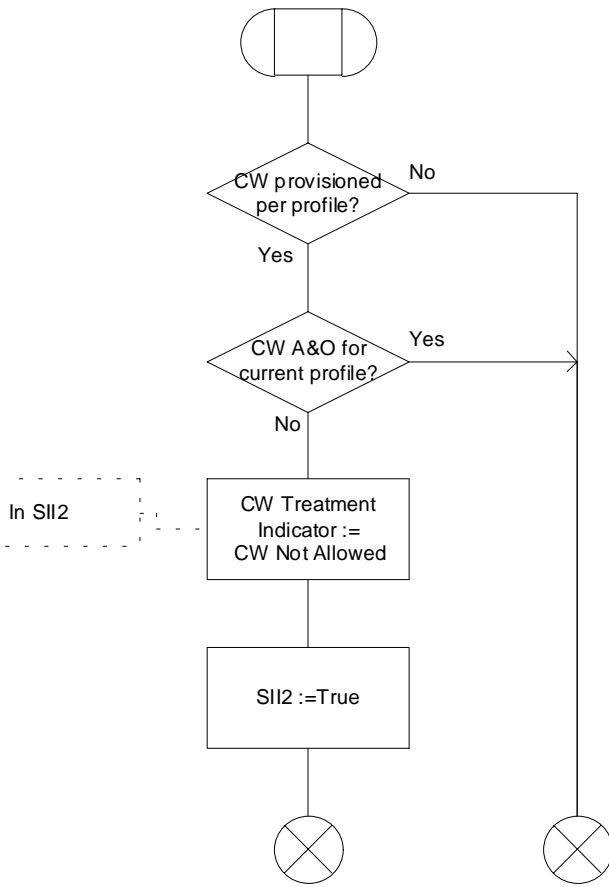 CW provisioned
per profile?
No
Yes
CW A&O for
current profile?
Yes
No
In SII2
CW Treatment
Indicator :=
CW Not Allowed
SII2 :=True